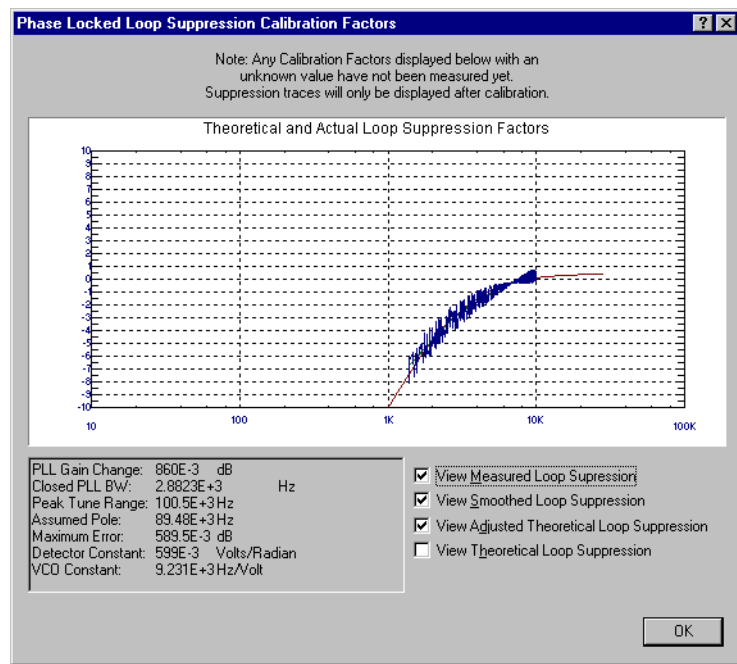 Phase Locked Loop Suppression Calibration Factors
Note: Any Calibration Factors displayed below with an
unknown value have not been measured yet.
Suppression traces will only be displayed after calibration.
Theoretical and Actual Loop Suppression Factors
10
9
8
7
6
5
4
3
2
1
0
-1
-2
-3
-4
-5
-6
-7
-8
-9
-10
10 100 1K 10K 100K
PLL Gain Change: 860E-3 dB
Closed PLL BW: 2.8823E+3 Hz
Peak Tune Range: 100.5E+3Hz
Assumed Pole: 89.48E+3Hz
Maximum Error: 589.5E-3 dB
Detector Constant: 599E-3 Volts/Radian
VCO Constant: 9.231E+3Hz/Volt
View Measured Loop Supression
View Smoothed Loop Suppression
View Adjusted Theoretical Loop Suppression
View Theoretical Loop Suppression
OK